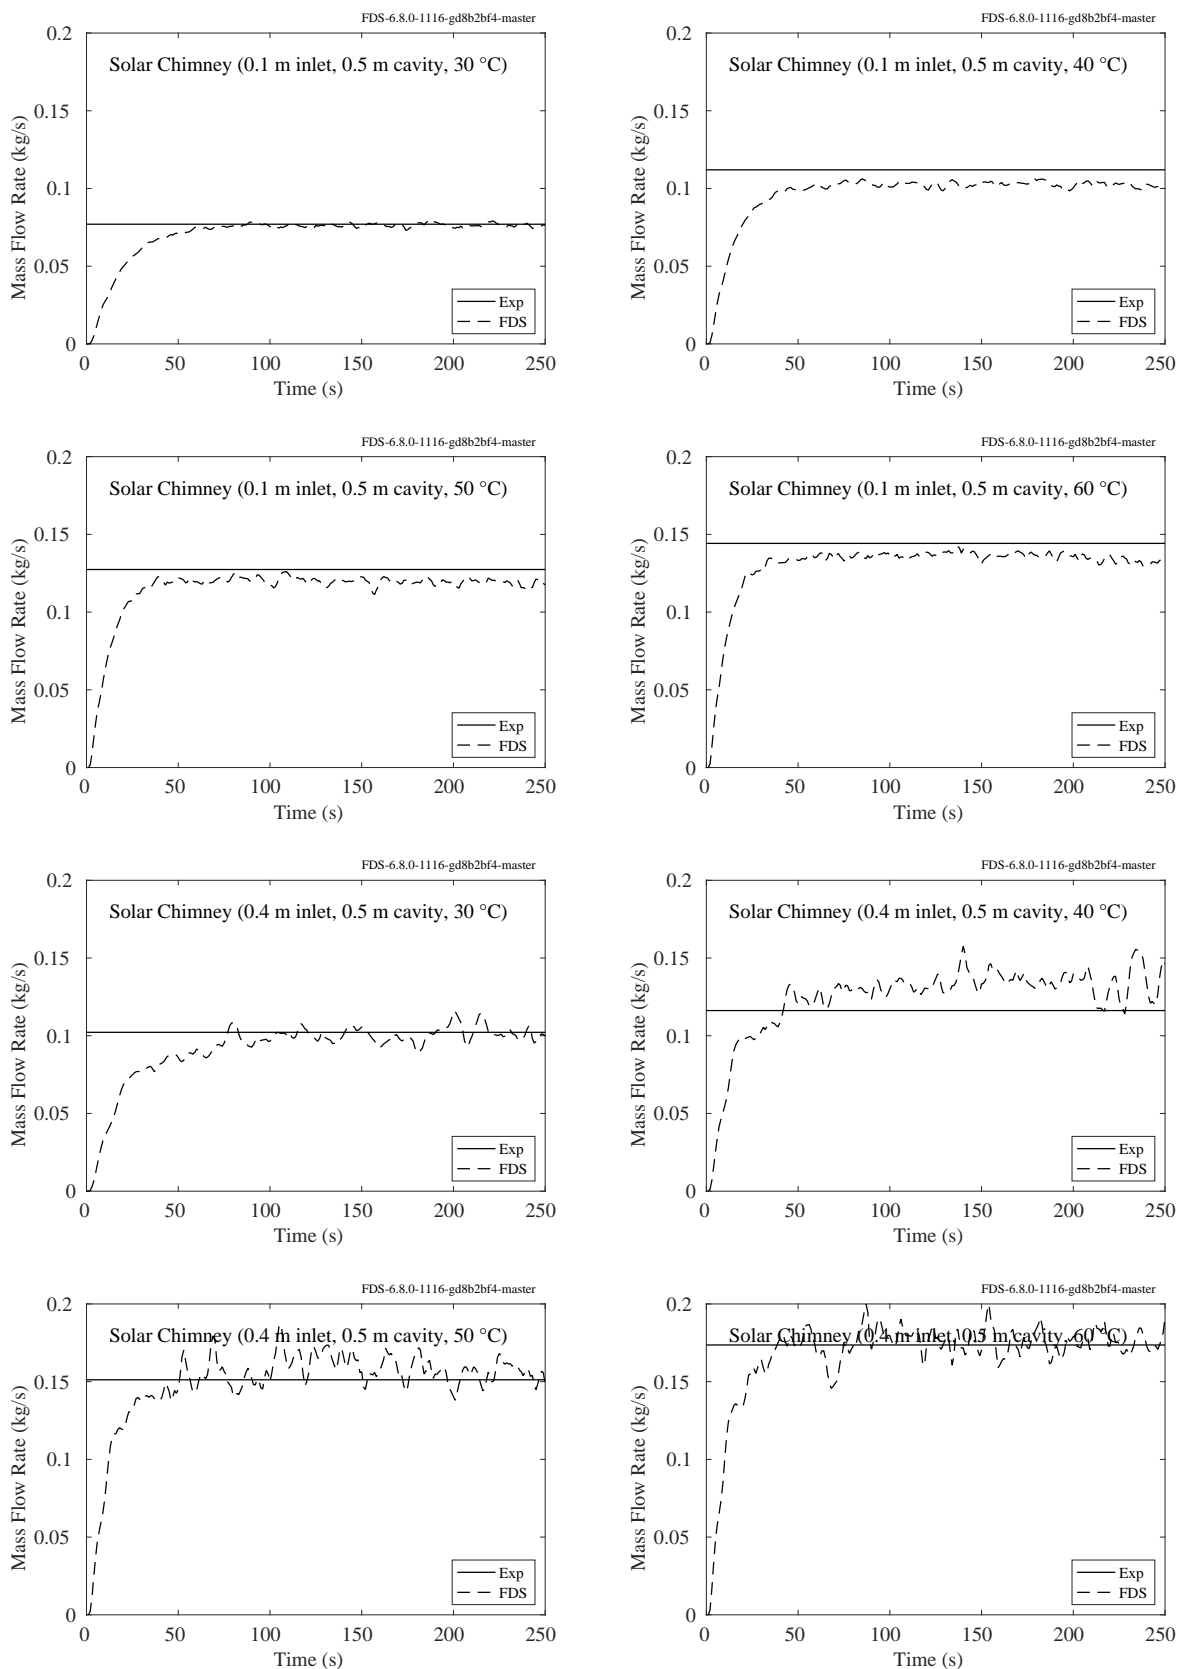 FDS-6.8.0-1116-gd8b2bf4-master
Solar Chimney (0.1 m inlet, 0.5 m cavity, 30 °C)
Mass Flow Rate (kg/s)
0.2
0.15
0.1
0.05
0
Exp
FDS
0 50 100 150 200 250
Time (s)
FDS-6.8.0-1116-gd8b2bf4-master
Solar Chimney (0.1 m inlet, 0.5 m cavity, 40 °C)
Mass Flow Rate (kg/s)
0.2
0.15
0.1
0.05
0
Exp
FDS
0 50 100 150 200 250
Time (s)
FDS-6.8.0-1116-gd8b2bf4-master
Solar Chimney (0.1 m inlet, 0.5 m cavity, 50 °C)
Mass Flow Rate (kg/s)
0.2
0.15
0.1
0.05
0
Exp
FDS
0 50 100 150 200 250
Time (s)
FDS-6.8.0-1116-gd8b2bf4-master
Solar Chimney (0.1 m inlet, 0.5 m cavity, 60 °C)
Mass Flow Rate (kg/s)
0.2
0.15
0.1
0.05
0
Exp
FDS
0 50 100 150 200 250
Time (s)
FDS-6.8.0-1116-gd8b2bf4-master
Solar Chimney (0.4 m inlet, 0.5 m cavity, 30 °C)
Mass Flow Rate (kg/s)
0.2
0.15
0.1
0.05
0
Exp
FDS
0 50 100 150 200 250
Time (s)
FDS-6.8.0-1116-gd8b2bf4-master
Solar Chimney (0.4 m inlet, 0.5 m cavity, 40 °C)
Mass Flow Rate (kg/s)
0.2
0.15
0.1
0.05
0
Exp
FDS
0 50 100 150 200 250
Time (s)
FDS-6.8.0-1116-gd8b2bf4-master
Solar Chimney (0.4 m inlet, 0.5 m cavity, 50 °C)
Mass Flow Rate (kg/s)
0.2
0.15
0.1
0.05
0
Exp
FDS
0 50 100 150 200 250
Time (s)
FDS-6.8.0-1116-gd8b2bf4-master
Solar Chimney (0.4 m inlet, 0.5 m cavity, 60 °C)
Mass Flow Rate (kg/s)
0.2
0.15
0.1
0.05
0
Exp
FDS
0 50 100 150 200 250
Time (s)